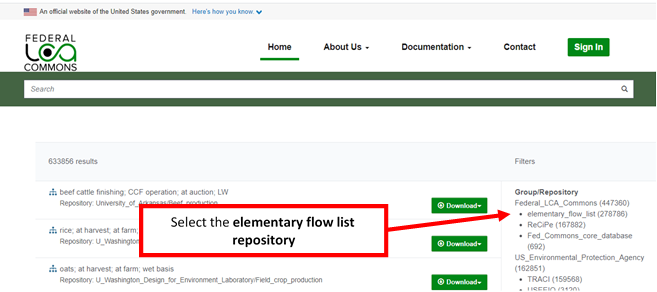 An official website of the United States government. Here's how you know.
FEDERAL
LCA
COMMONS
Home About Us Documentation Contact Sign In
Search
633856 results
Filters
beef cattle finishing; CCF operation; at auction; LW
Repository: University_of_Arkansas/Beef_production
Download
rice; at harvest; at farm,
Repository: U_Washington
Download
Select the elementary flow list
repository
oats; at harvest; at farm, wet basis
Repository: U_Washington_Design_for_Environment_Laboratory/Field_crop_production
Download
Group/Repository
Federal_LCA_Commons (447360)
elementary_flow_list (278786)
ReCiPe (167882)
Fed_Commons_core_database
(692)
US_Environmental_Protection_Agency
(162851)
TRACI (159568)
USEEIO (2120)